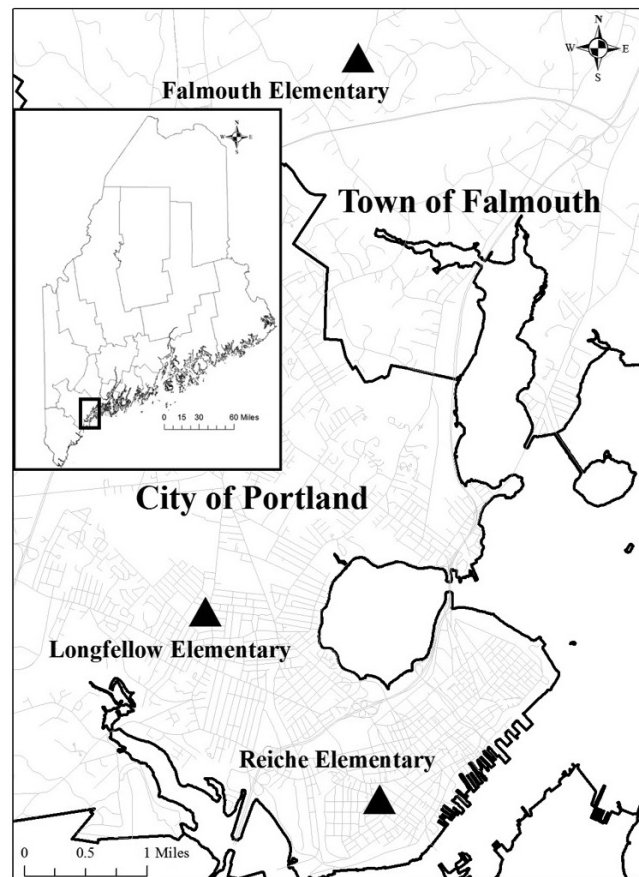 N
W E
S
Falmouth Elementary
N
W E
S
Town of Falmouth
0 15 30 60 Miles
City of Portland
Longfellow Elementary
Reiche Elementary
0 0.5 1 Miles